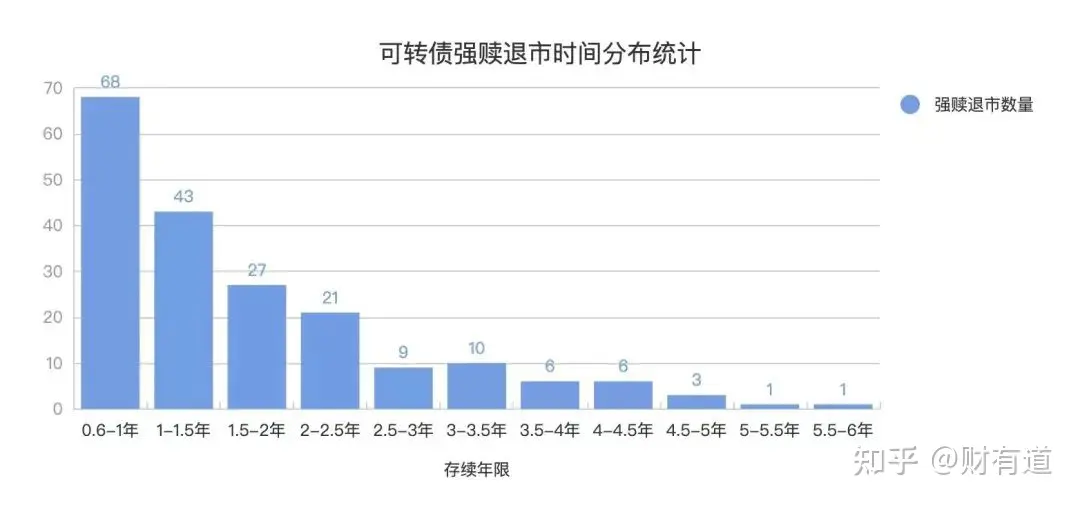 可转债强赎退市时间分布统计
强赎退市数量
70
60
50
40
30
20
10
0
68
43
27
21
9
10
6
6
3
1
1
0.6-1年
1-1.5年
1.5-2年
2-2.5年
2.5-3年
3-3.5年
3.5-4年
4-4.5年
4.5-5年
5-5.5年
5.5-6年
存续年限
知乎 @财有道